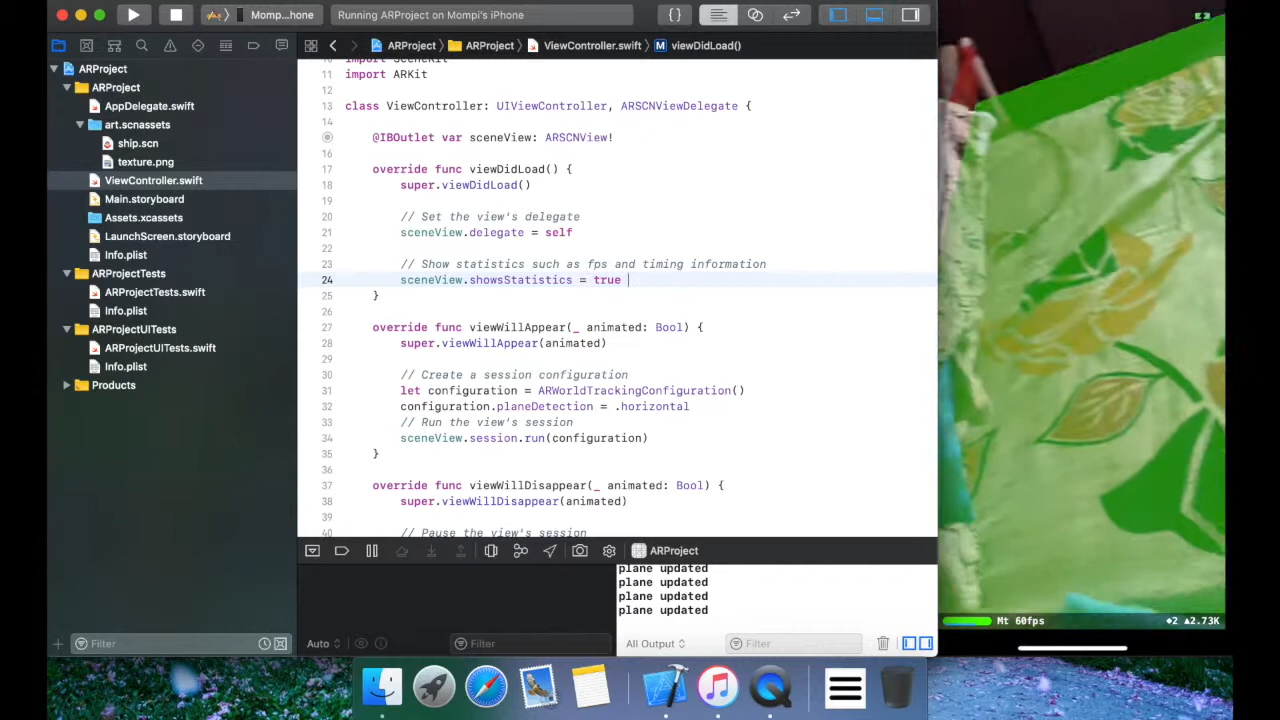 Momp...hone
Running ARProject on Mompi's iPhone
ARProject
ARProject
ViewController.swift
M
viewDidLoad()
ARProject
ARProject
AppDelegate.swift
art.scnassets
ship.scn
texture.png
ViewController.swift
Main.storyboard
Assets.xcassets
LaunchScreen.storyboard
Info.plist
ARProjectTests
ARProjectTests.swift
Info.plist
ARProjectUITests
ARProjectUITests.swift
Info.plist
Products
Filter
10 import SceneKit
11 import ARKit
12
13 class ViewController: UIViewController, ARSCNViewDelegate {
14
@IBOutlet var sceneView: ARSCNView!
16
17 override func viewDidLoad() {
18 super.viewDidLoad()
19
20 // Set the view's delegate
21 sceneView.delegate = self
22
23 // Show statistics such as fps and timing information
24 sceneView.showsStatistics = true
25 }
26
27 override func viewWillAppear(_ animated: Bool) {
28 super.viewWillAppear(animated)
29
30 // Create a session configuration
31 let configuration = ARWorldTrackingConfiguration()
32 configuration.planeDetection = .horizontal
33 // Run the view's session
34 sceneView.session.run(configuration)
35 }
36
37 override func viewWillDisappear(_ animated: Bool) {
38 super.viewWillDisappear(animated)
39
40 // Pause the view's session
ARProject
plane updated
plane updated
plane updated
plane updated
Auto
Filter
All Output
Filter
Mt 60fps
◆2 ▲2.73K